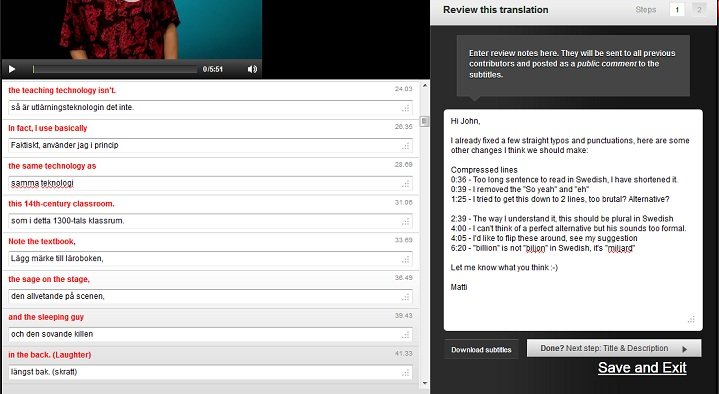 0/5:51
the teaching technology isn't. 24.03
så är utlärningsteknologin det inte.
In fact, I use basically 26.35
Faktiskt, använder jag i princip
the same technology as 28.69
samma teknologi
this 14th-century classroom. 31.06
som i detta 1300-tals klassrum.
Note the textbook, 33.69
Lägg märke till läroboken,
the sage on the stage, 36.49
den allvetande på scenen,
and the sleeping guy 39.43
och den sovande killen
in the back. (Laughter) 41.33
längst bak. (skratt)
Review this translation Steps 1 2
Enter review notes here. They will be sent to all previous
contributors and posted as a public comment to the
subtitles.
Hi John,
I already fixed a few straight typos and punctuations, here are some
other changes I think we should make:
Compressed lines
0:36 - Too long sentence to read in Swedish, I have shortened it.
0:39 - I removed the "So yeah" and "eh"
1:25 - I tried to get this down to 2 lines, too brutal? Alternative?
2:39 - The way I understand it, this should be plural in Swedish
4:00 - I can't think of a perfect alternative but his sounds too formal.
4:05 - I'd like to flip these around, see my suggestion
6:20 - "billion" is not "biljon" in Swedish, it's "miljard"
Let me know what you think :-)
Matti
Download subtitles
Done? Next step: Title & Description
Save and Exit